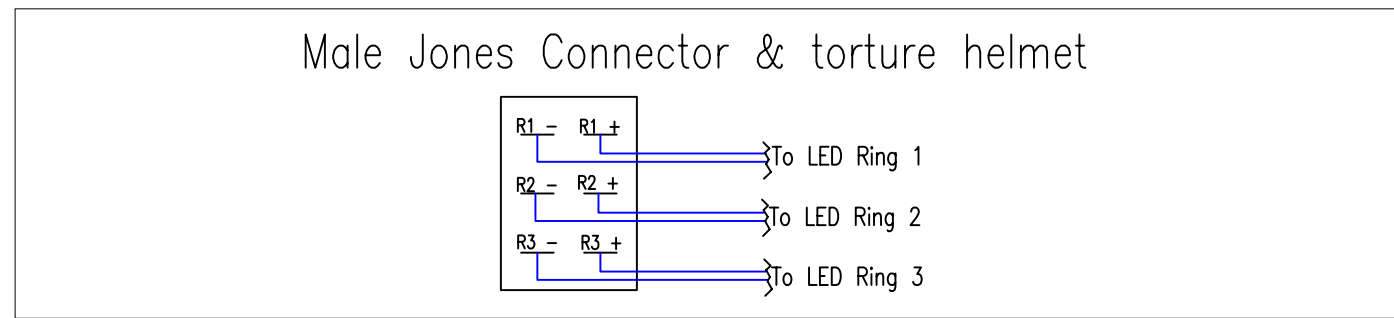 Male Jones Connector & torture helmet
R1 - R1 +
To LED Ring 1
R2 - R2 +
To LED Ring 2
R3 - R3 +
To LED Ring 3